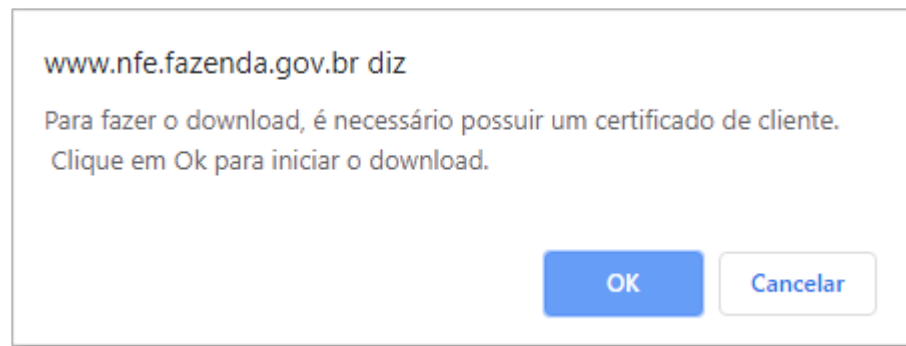 www.nfe.fazenda.gov.br diz
Para fazer o download, é necessário possuir um certificado de cliente.
Clique em Ok para iniciar o download.
OK
Cancelar